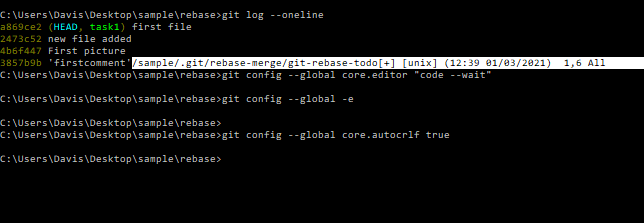 C:\Users\Davis\Desktop\sample\rebase>git log --oneline
a869ce2 (HEAD, task1) first file
2473c52 new file added
4b6f447 First picture
3857b9b 'firstcomment'/sample/.git/rebase-merge/git-rebase-todo[+] [unix] (12:39 01/03/2021)  1,6 All
C:\Users\Davis\Desktop\sample\rebase>git config --global core.editor "code --wait"
C:\Users\Davis\Desktop\sample\rebase>git config --global -e
C:\Users\Davis\Desktop\sample\rebase>
C:\Users\Davis\Desktop\sample\rebase>git config --global core.autocrlf true
C:\Users\Davis\Desktop\sample\rebase>